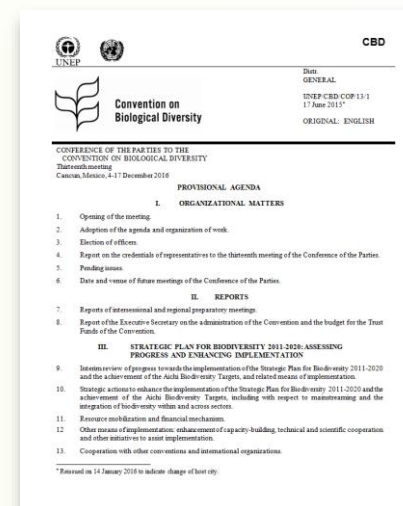 CBD
UNEP
Distr.
GENERAL
UNEP/CBD/COP/13/1
17 June 2015*
ORIGINAL: ENGLISH
Convention on
Biological Diversity
CONFERENCE OF THE PARTIES TO THE
CONVENTION ON BIOLOGICAL DIVERSITY
Thirteenth meeting
Cancun, Mexico, 4-17 December 2016
PROVISIONAL AGENDA
I. ORGANIZATIONAL MATTERS
1. Opening of the meeting.
2. Adoption of the agenda and organization of work.
3. Election of officers.
4. Report on the credentials of representatives to the thirteenth meeting of the Conference of the Parties.
5. Pending issues.
6. Date and venue of future meetings of the Conference of the Parties.
II. REPORTS
7. Reports of intersessional and regional preparatory meetings.
8. Report of the Executive Secretary on the administration of the Convention and the budget for the Trust
Funds of the Convention.
III. STRATEGIC PLAN FOR BIODIVERSITY 2011-2020: ASSESSING
PROGRESS AND ENHANCING IMPLEMENTATION
9. Interim review of progress towards the implementation of the Strategic Plan for Biodiversity 2011-2020
and the achievement of the Aichi Biodiversity Targets, and related means of implementation.
10. Strategic actions to enhance the implementation of the Strategic Plan for Biodiversity 2011-2020 and the
achievement of the Aichi Biodiversity Targets, including with respect to mainstreaming and the
integration of biodiversity within and across sectors.
11. Resource mobilization and financial mechanism.
12 Other means of implementation: enhancement of capacity-building, technical and scientific cooperation
and other initiatives to assist implementation.
13. Cooperation with other conventions and international organizations.
* Reissued on 14 January 2016 to indicate change of host city.